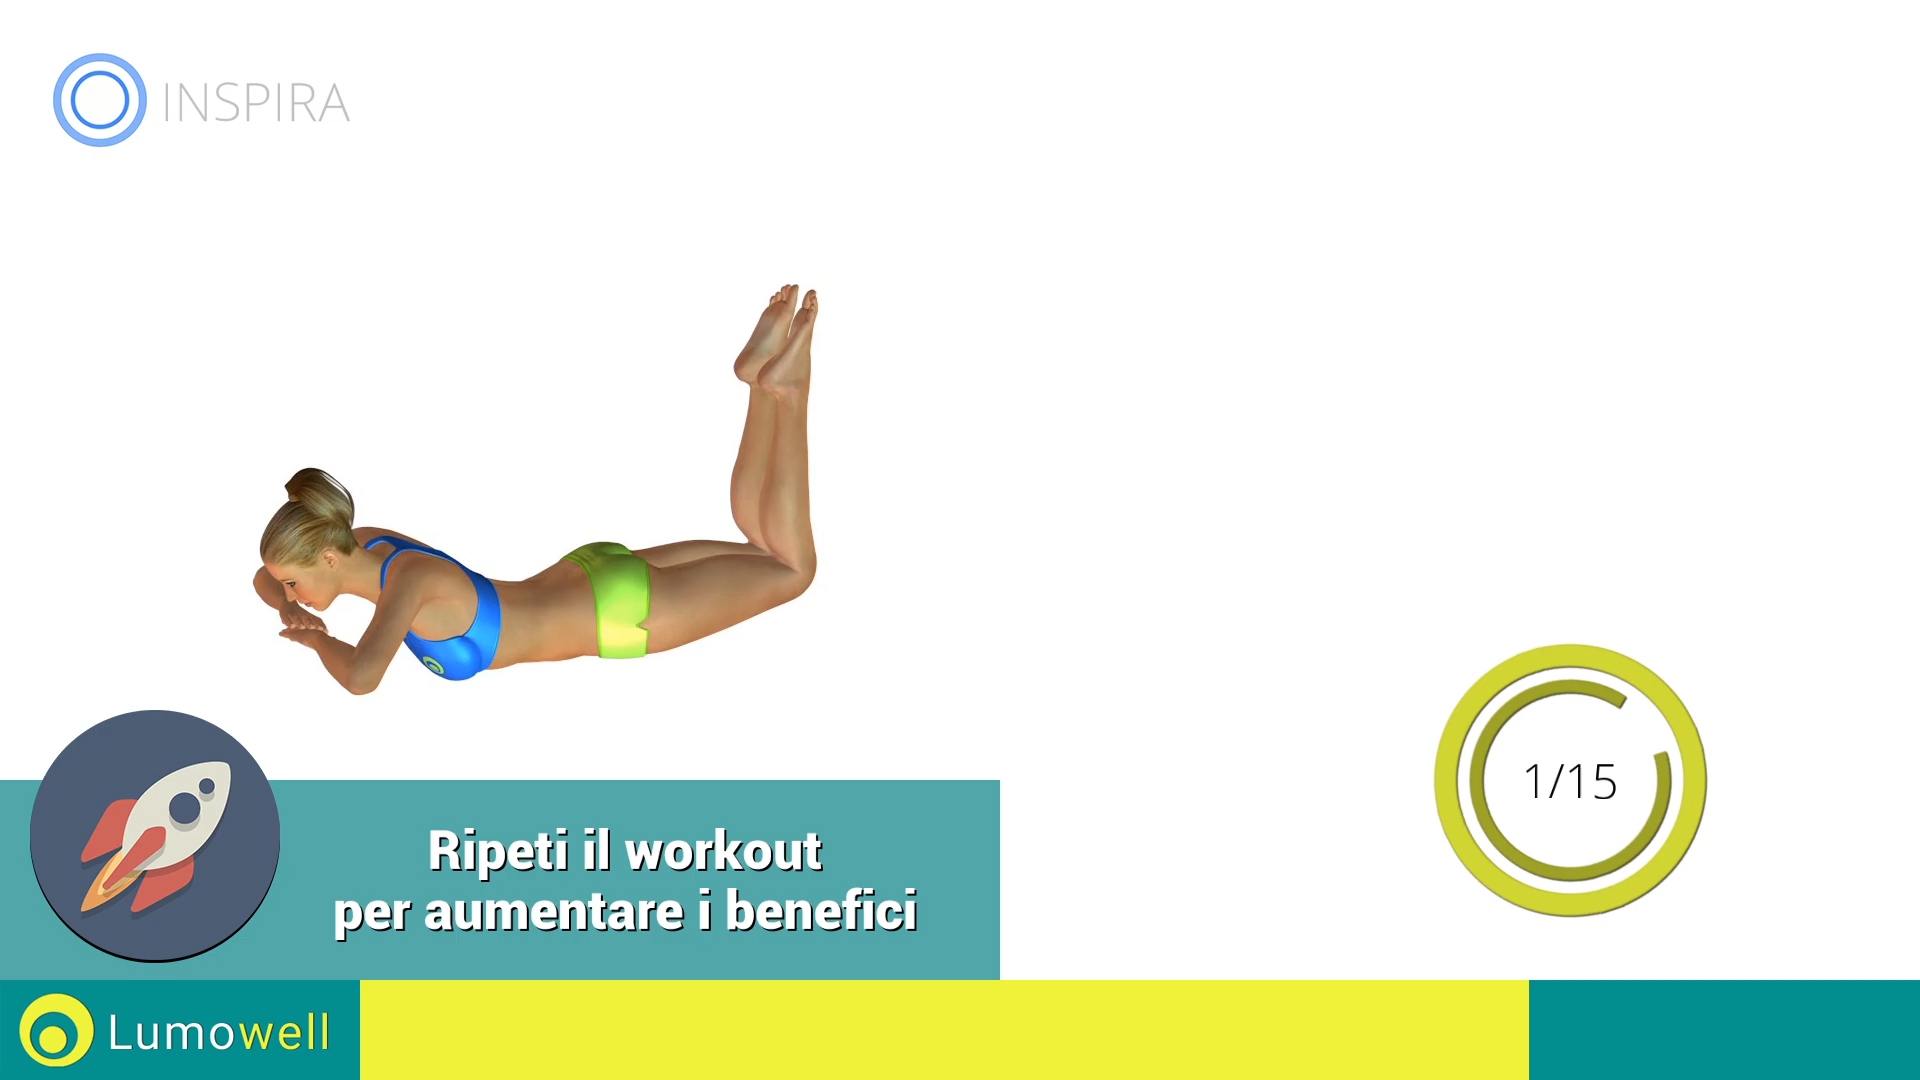 INSPIRA
1/15
Ripeti il workout
per aumentare i benefici
Lumowell